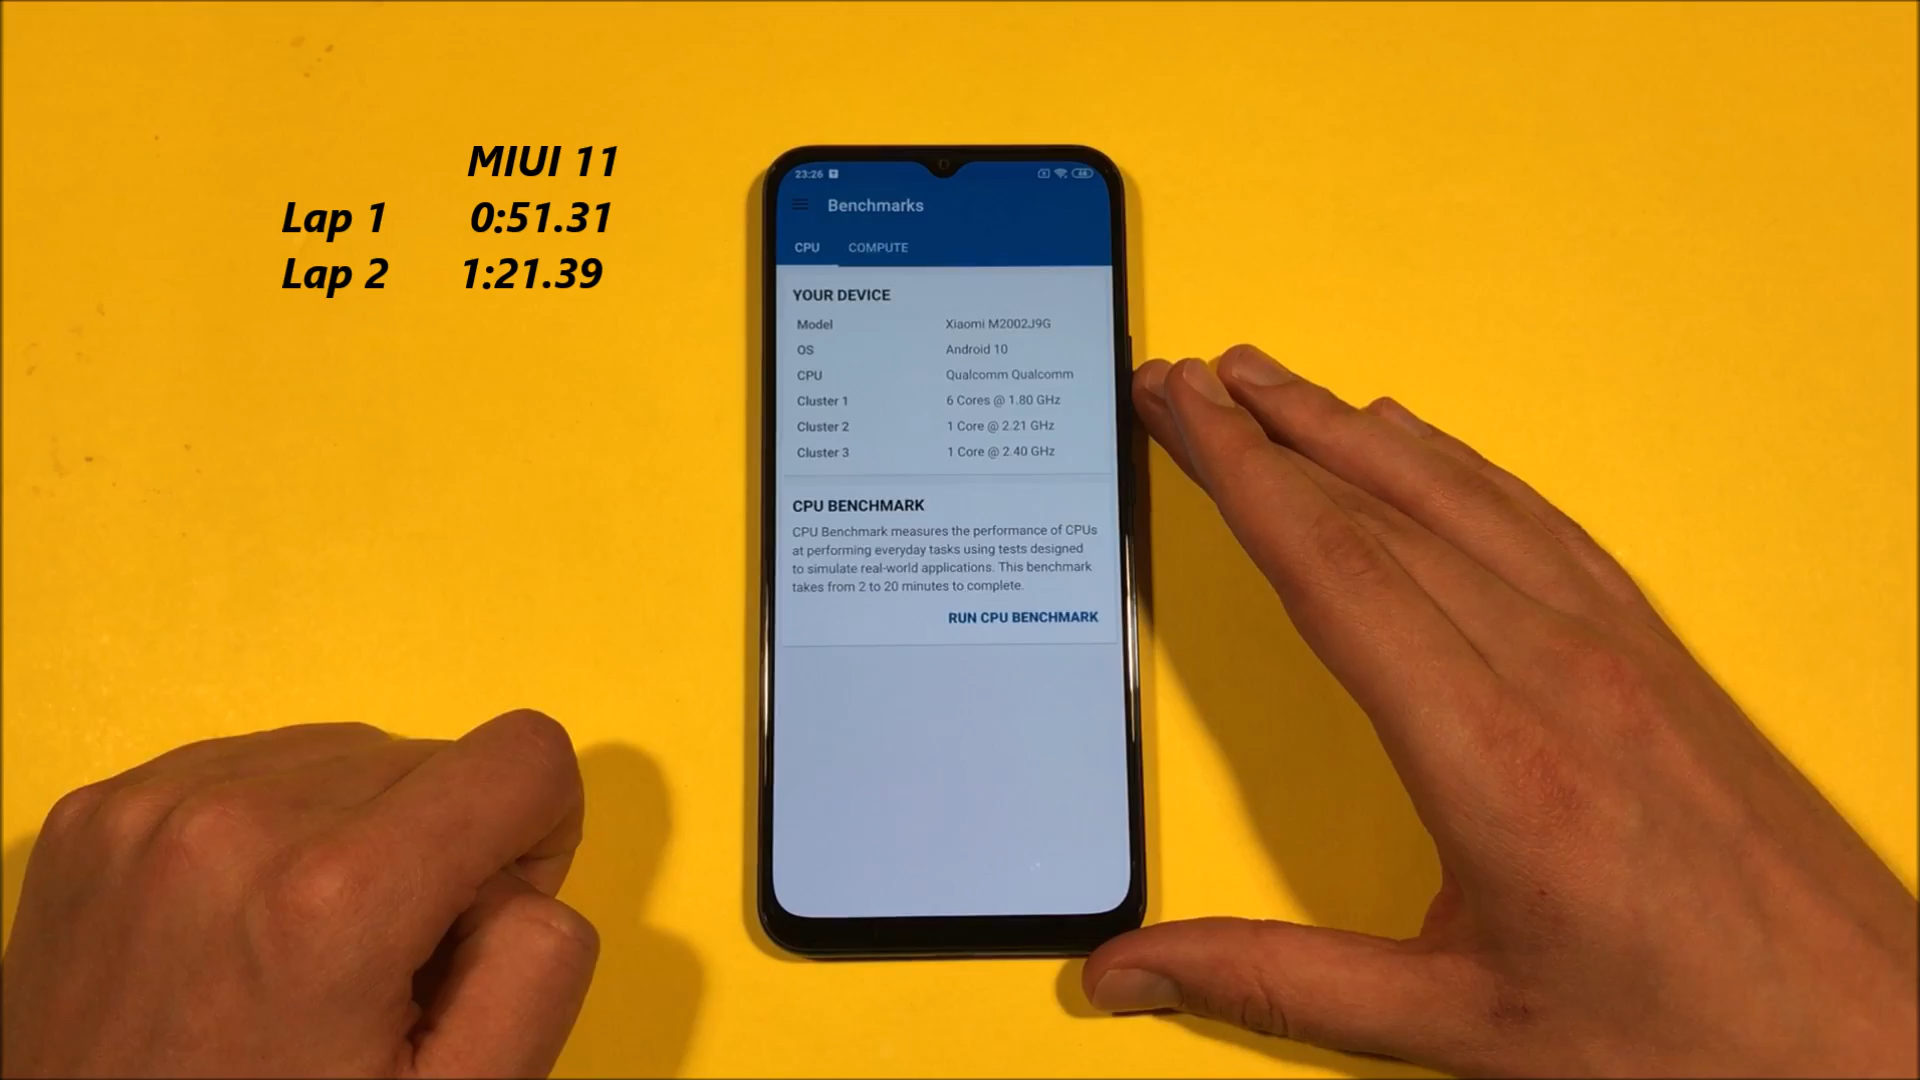 MIUI 11
Lap 1 0:51.31
Lap 2 1:21.39
23:26
Benchmarks
CPU COMPUTE
YOUR DEVICE
Model Xiaomi M2002J9G
OS Android 10
CPU Qualcomm Qualcomm
Cluster 1 6 Cores @ 1.80 GHz
Cluster 2 1 Core @ 2.21 GHz
Cluster 3 1 Core @ 2.40 GHz
CPU BENCHMARK
CPU Benchmark measures the performance of CPUs
at performing everyday tasks using tests designed
to simulate real-world applications. This benchmark
takes from 2 to 20 minutes to complete.
RUN CPU BENCHMARK